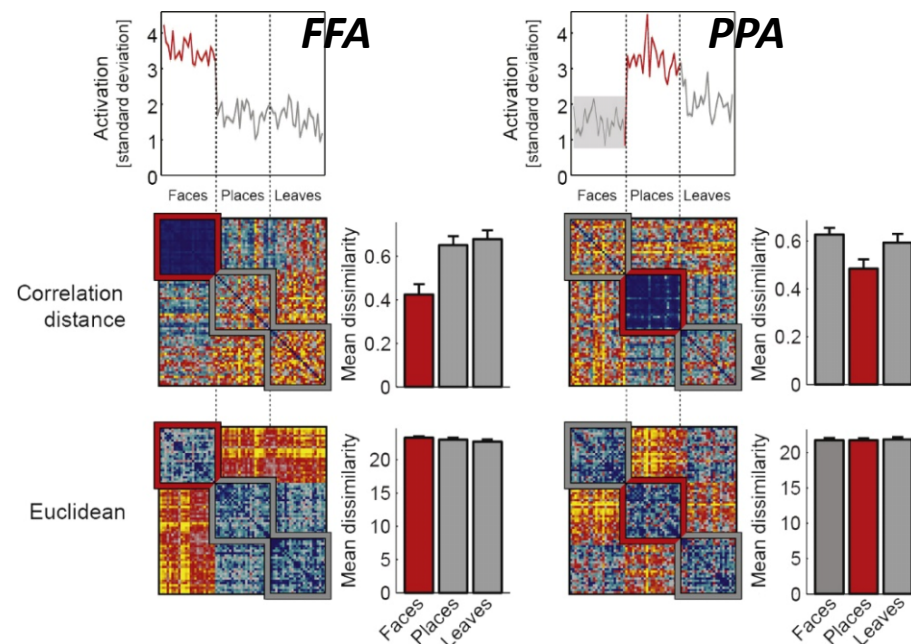 FFA
Activation
[standard deviation]
4
3
2
1
0
Faces Places Leaves
PPA
Activation
[standard deviation]
4
3
2
1
0
Faces Places Leaves
Correlation
distance
Mean dissimilarity
0.6
0.4
0.2
0
Mean dissimilarity
0.6
0.4
0.2
0
Euclidean
Mean dissimilarity
20
15
10
5
0
Faces
Places
Leaves
Mean dissimilarity
20
15
10
5
0
Faces
Places
Leaves